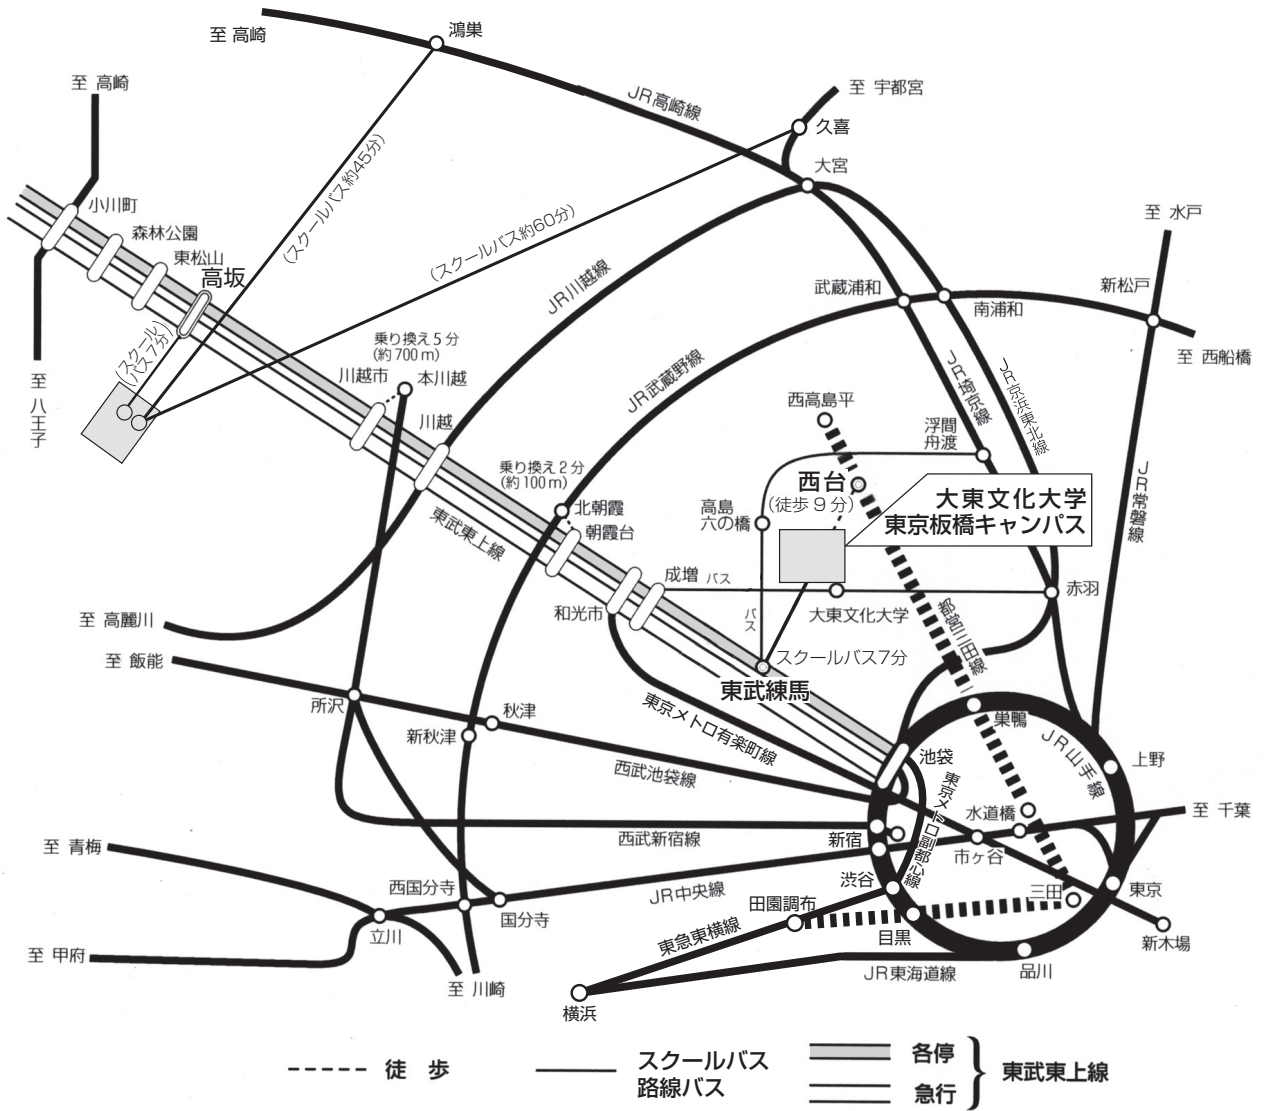 至 高崎
鴻巣
至 高崎
JR高崎線
至 宇都宮
久喜
大宮
(スクールバス約45分)
(スクールバス約60分)
小川町
森林公園
東松山
高坂
(スクール
バス7分)
至 八王子
JR川越線
至 水戸
新松戸
武蔵浦和
南浦和
至 西船橋
乗り換え5分
(約700m)
川越市
本川越
川越
JR武蔵野線
JR埼京線
JR京浜東北線
西高島平
浮間
舟渡
乗り換え2分
(約100m)
北朝霞
朝霞台
西台
(徒歩9分)
高島
六の橋
大東文化大学
東京板橋キャンパス
JR常磐線
東武東上線
成増
バス
和光市
バス
大東文化大学
赤羽
都営三田線
至 高麗川
至 飯能
スクールバス7分
東武練馬
所沢
秋津
新秋津
東京メトロ有楽町線
西武池袋線
巣鴨
JR山手線
池袋
上野
東京メトロ副都心線
水道橋
至 千葉
西武新宿線
新宿
市ヶ谷
至 青梅
西国分寺
国分寺
JR中央線
渋谷
田園調布
三田
東京
立川
東急東横線
目黒
新木場
至 甲府
至 川崎
JR東海道線
品川
横浜
徒 歩
スクールバス
路線バス
各停
急行
東武東上線